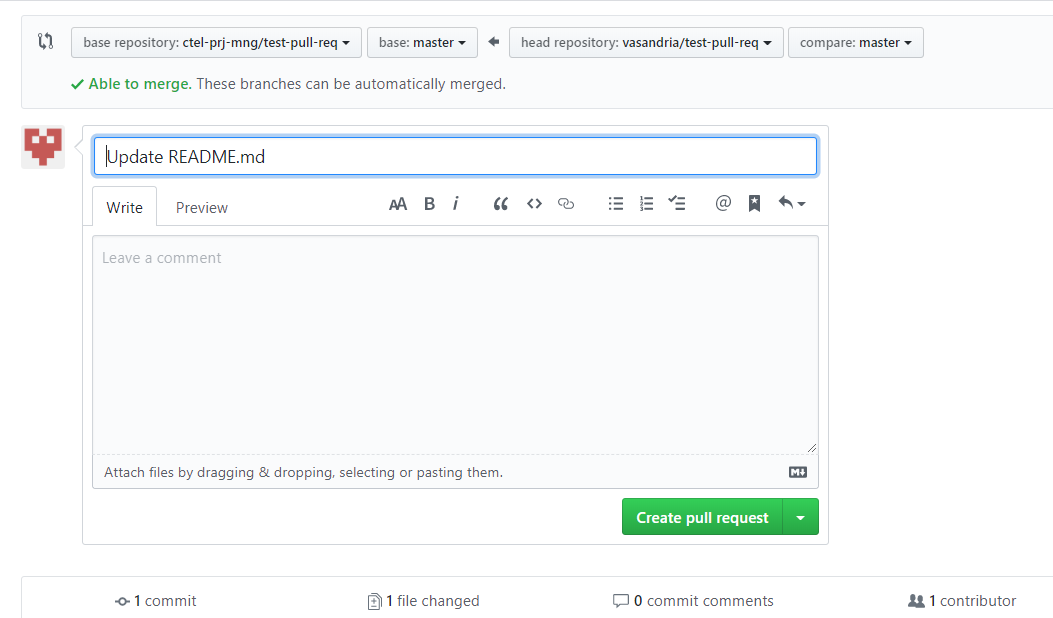 base repository: ctel-prj-mng/test-pull-req base: master head repository: vasandria/test-pull-req compare: master
Able to merge. These branches can be automatically merged.
Update README.md
Write Preview AA B i @
Leave a comment
Attach files by dragging & dropping, selecting or pasting them.
Create pull request
1 commit 1 file changed 0 commit comments 1 contributor